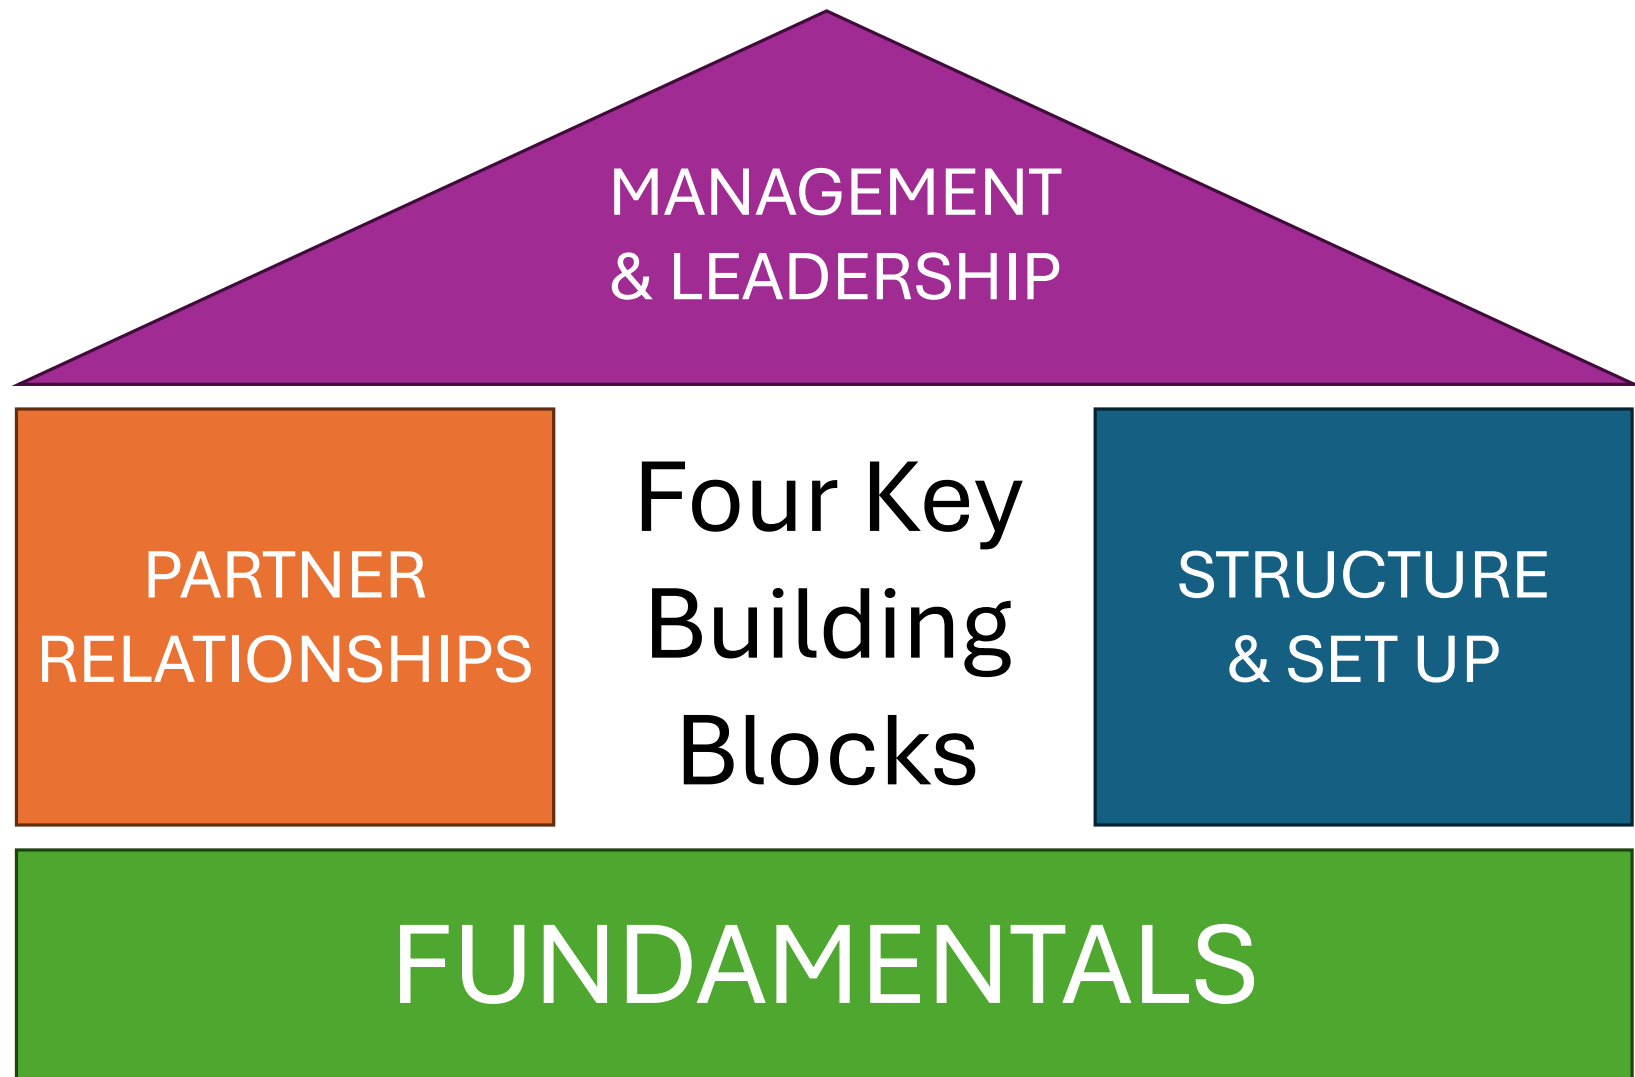 MANAGEMENT
& LEADERSHIP
PARTNER
RELATIONSHIPS
Four Key
Building
Blocks
STRUCTURE
& SET UP
FUNDAMENTALS